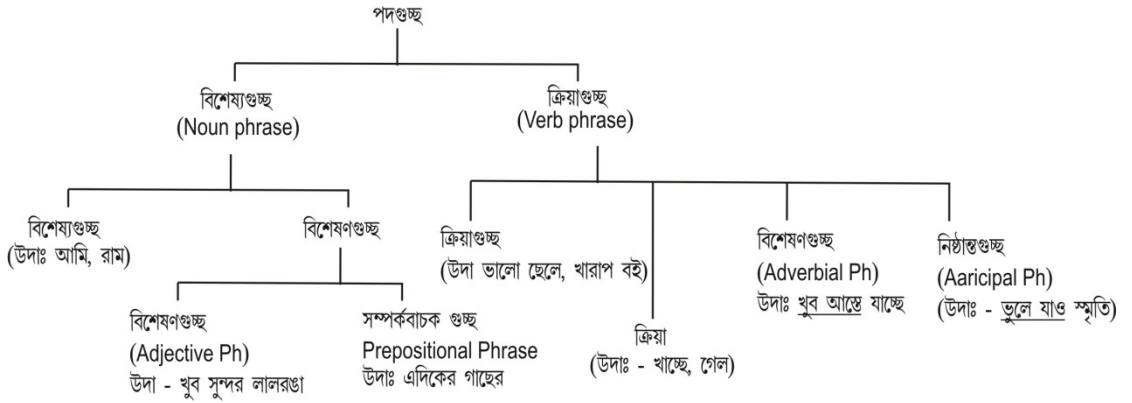 পদগুচ্ছ
বিশেষ্যগুচ্ছ
(Noun phrase)
ক্রিয়াগুচ্ছ
(Verb phrase)
বিশেষ্যগুচ্ছ
(উদাঃ আমি, রাম)
বিশেষণগুচ্ছ
ক্রিয়াগুচ্ছ
(উদা ভালো ছেলে, খারাপ বই)
বিশেষণগুচ্ছ
(Adverbial Ph)
উদাঃ খুব আস্তে যাচ্ছে
নিষ্ঠান্তগুচ্ছ
(Aaricipal Ph)
(উদাঃ - ভুলে যাও স্মৃতি)
বিশেষণগুচ্ছ
(Adjective Ph)
উদা - খুব সুন্দর লালরঙা
সম্পর্কবাচক গুচ্ছ
Prepositional Phrase
উদাঃ এদিকের গাছের
ক্রিয়া
(উদাঃ - খাচ্ছে, গেল)